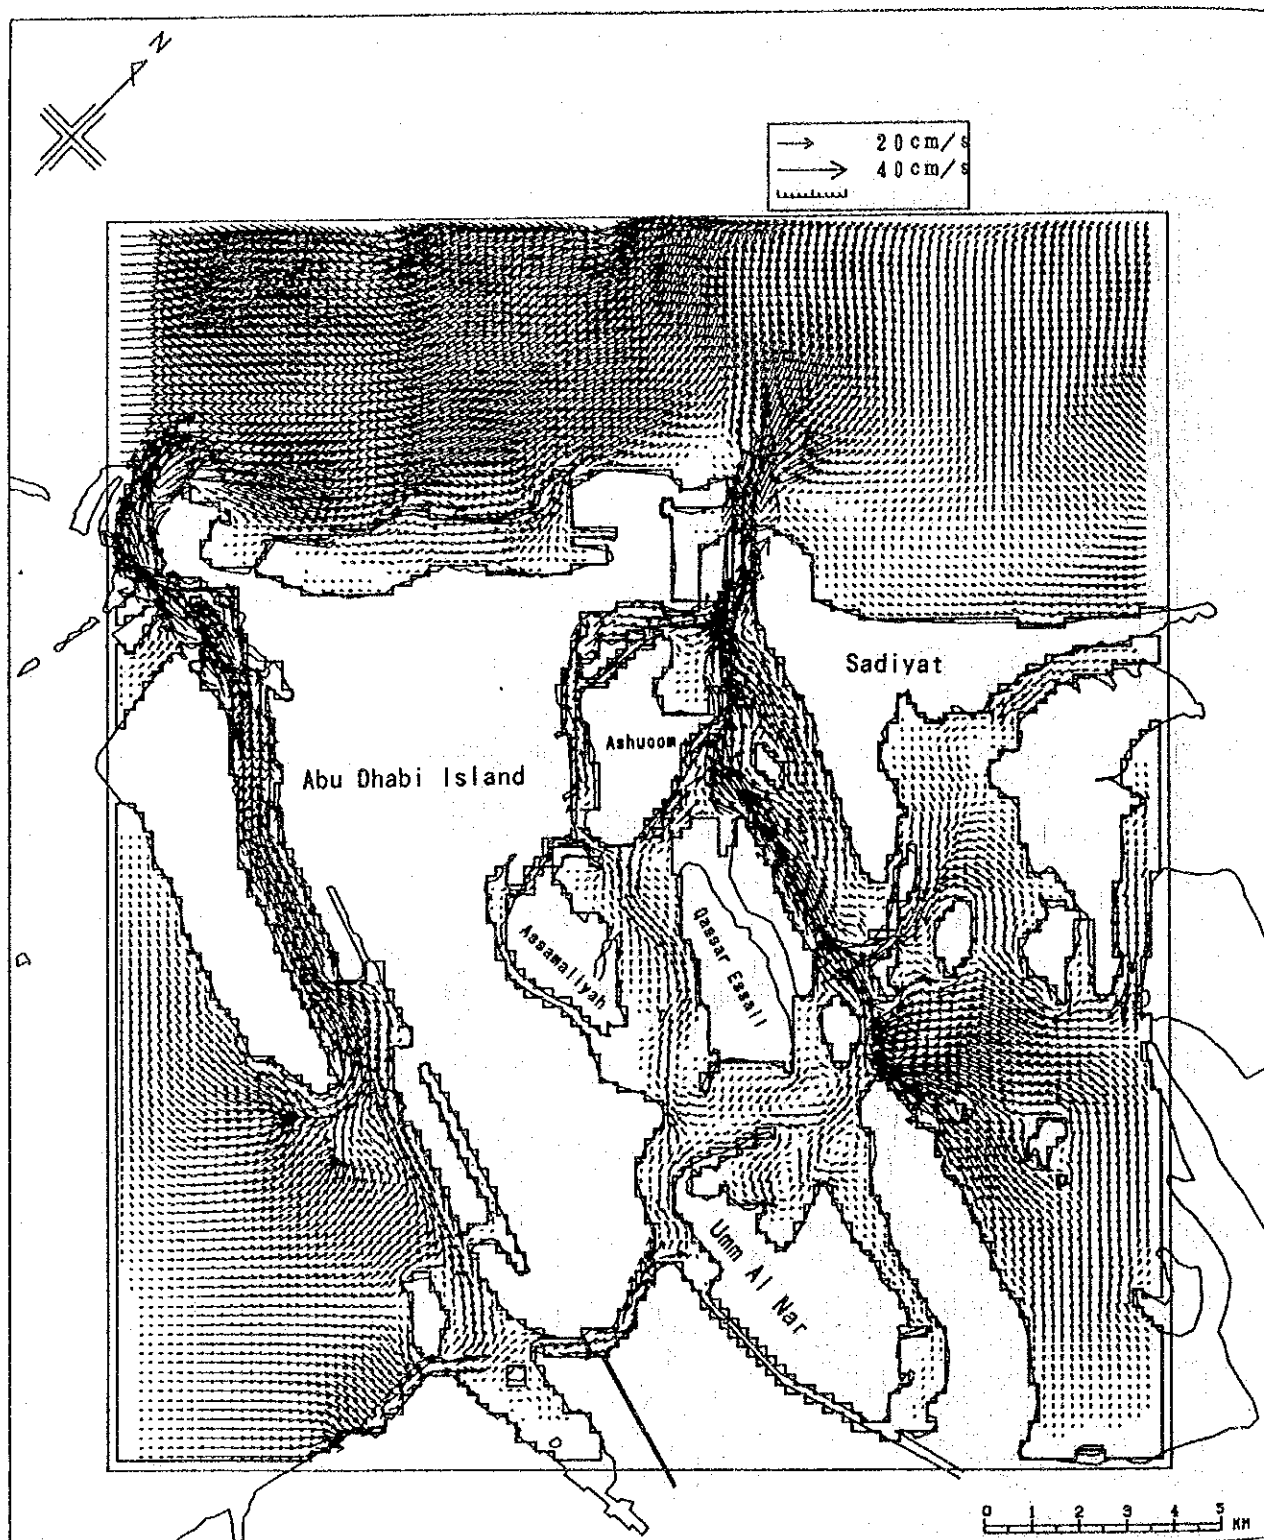 N
20cm/s
40cm/s
Sadiyat
Ashuoom
Abu Dhabi Island
Qassar Essali
Assamaliyah
Umm Al Nar
0 1 2 3 4 5
KM